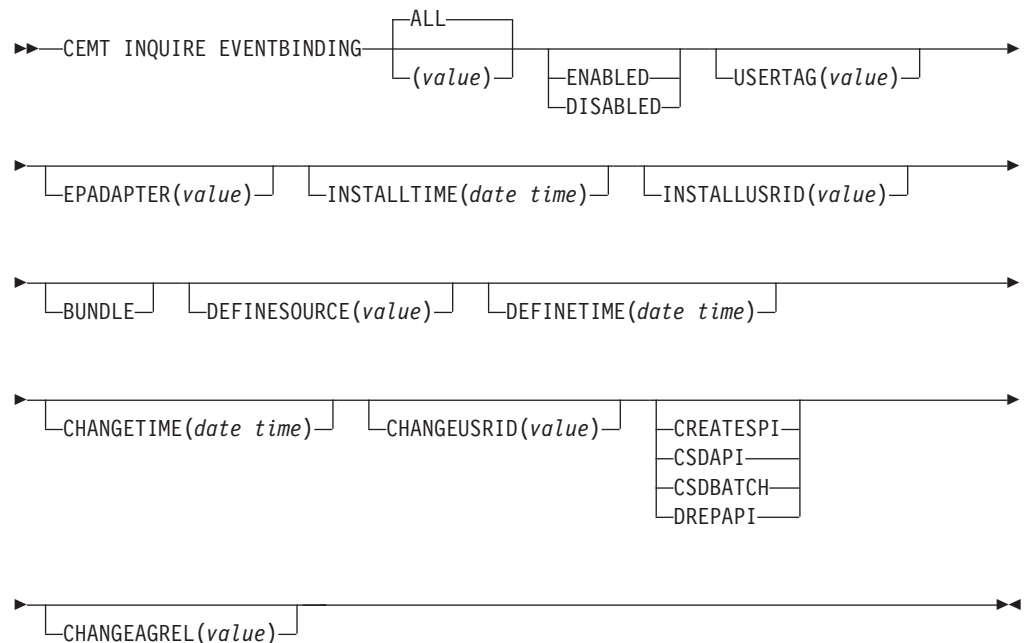 ALL
CEMT INQUIRE EVENTBINDING
(value)
ENABLED
DISABLED
USERTAG(value)
EPADAPTER(value)
INSTALLTIME(date time)
INSTALLUSRID(value)
BUNDLE
DEFINESOURCE(value)
DEFINETIME(date time)
CHANGETIME(date time)
CHANGEUSRID(value)
CREATESPI
CSDAPI
CSDBATCH
DREPAPI
CHANGEAGREL(value)